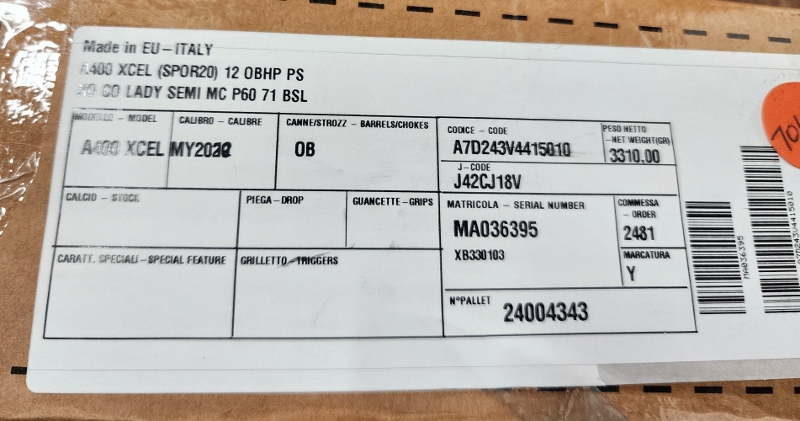 Made in EU-ITALY
A400 XCEL (SPOR20) 12 OBHP PS
CO LADY SEMI MC P60 71 BSL
MODELLO - MODEL
A400 XCEL
CALIBRO - CALIBRE
CANNE/STROZZ - BARRELS/CHOKES
OB
CODICE - CODE
A7D243V4415010
PESO NETTO
-NET WEIGHT(GR)
3310.00
J-CODE
J42CJ18V
CALCIO - STOCK
PIEGA-DROP
GUANCETTE-GRIPS
MATRICOLA - SERIAL NUMBER
MA036395
XB330103
COMMESSA
- ORDER
2481
MARCATURA
Y
CARATT. SPECIALI-SPECIAL FEATURE
GRILLETTO-TRIGGERS
N°PALLET
24004343
MA036395
A7D243V4415010